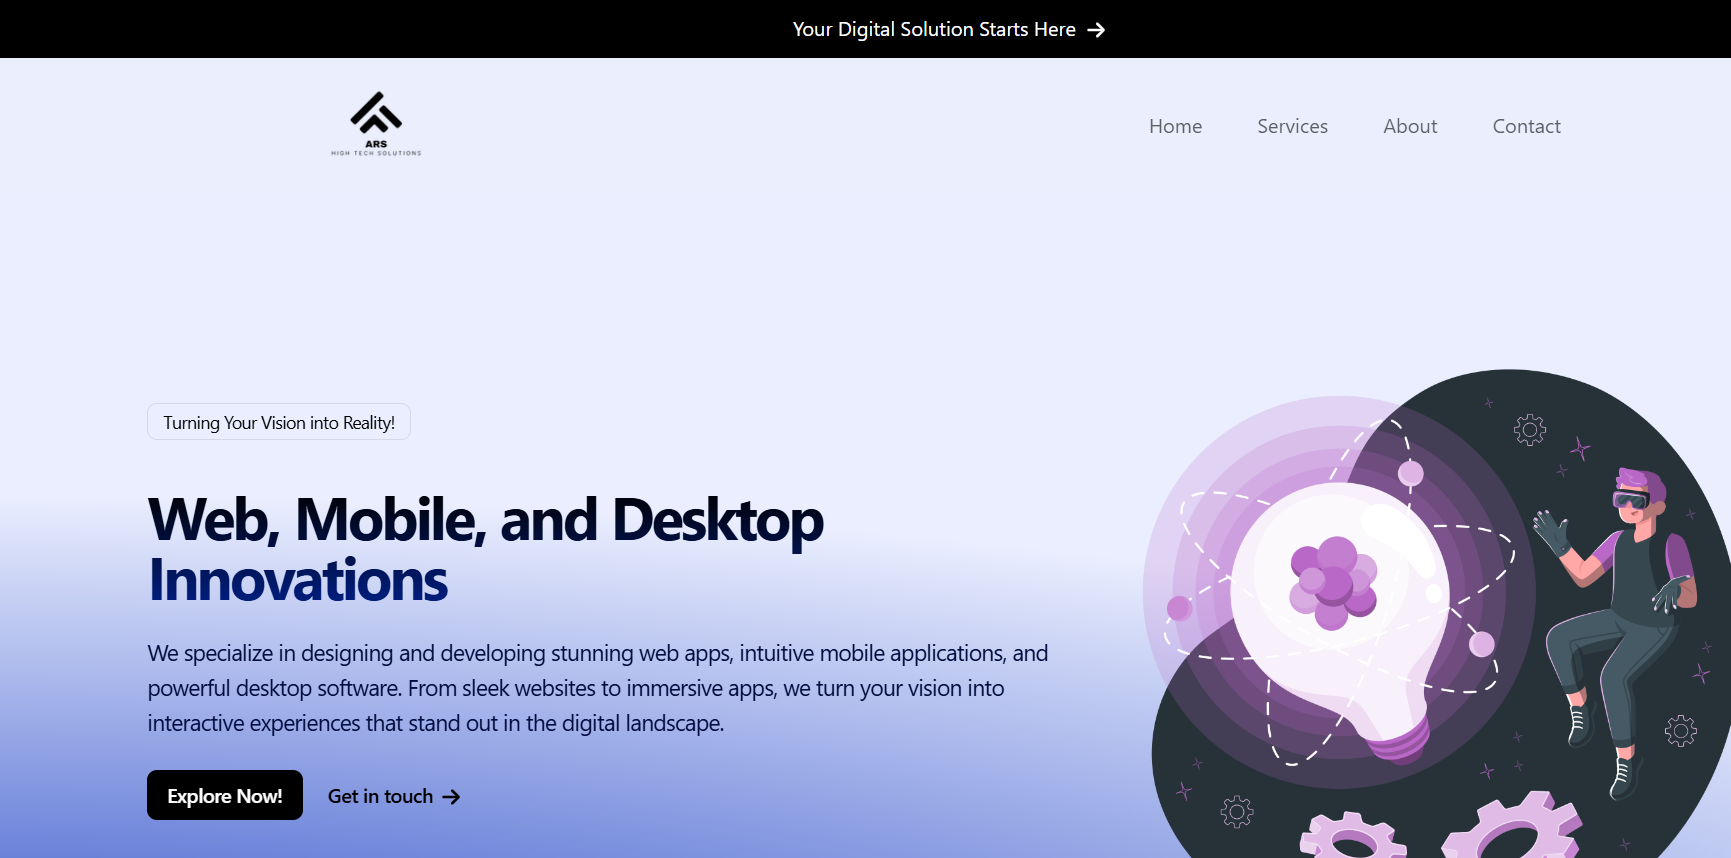 Your Digital Solution Starts Here
ARS
HIGH TECH SOLUTIONS
Home Services About Contact
Turning Your Vision into Reality!
Web, Mobile, and Desktop
Innovations
We specialize in designing and developing stunning web apps, intuitive mobile applications, and
powerful desktop software. From sleek websites to immersive apps, we turn your vision into
interactive experiences that stand out in the digital landscape.
Explore Now! Get in touch